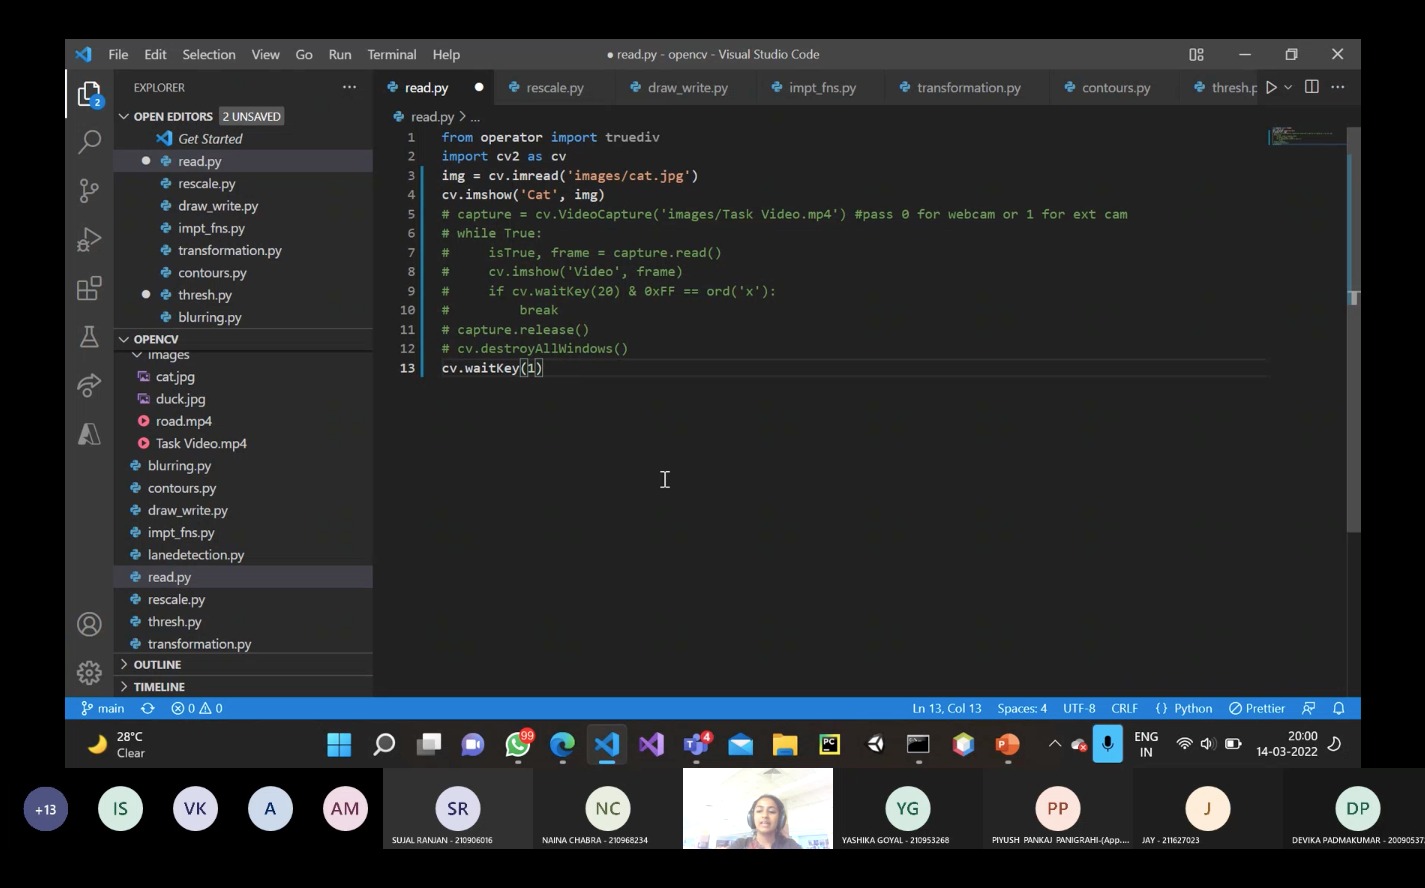 File Edit Selection View Go Run Terminal Help
● read.py - opencv - Visual Studio Code
EXPLORER
2
OPEN EDITORS 2 UNSAVED
Get Started
read.py
rescale.py
draw_write.py
impt_fns.py
transformation.py
contours.py
thresh.py
blurring.py
OPENCV
images
cat.jpg
duck.jpg
road.mp4
Task Video.mp4
blurring.py
contours.py
draw_write.py
impt_fns.py
lanedetection.py
read.py
rescale.py
thresh.py
transformation.py
OUTLINE
TIMELINE
read.py rescale.py draw_write.py impt_fns.py transformation.py contours.py thresh.p
read.py > ...
1 from operator import truediv
2 import cv2 as cv
3 img = cv.imread('images/cat.jpg')
4 cv.imshow('Cat', img)
5 # capture = cv.VideoCapture('images/Task Video.mp4') #pass 0 for webcam or 1 for ext cam
6 # while True:
7 #     isTrue, frame = capture.read()
8 #     cv.imshow('Video', frame)
9 #     if cv.waitKey(20) & 0xFF == ord('x'):
10 #         break
11 # capture.release()
12 # cv.destroyAllWindows()
13 cv.waitKey(1)
main 0 0 Ln 13, Col 13 Spaces: 4 UTF-8 CRLF {} Python Prettier
28°C
Clear
99
4
PC
ENG
IN
20:00
14-03-2022
+13 IS VK A AM SR NC YG PP J DP
SUJAL RANJAN - 210906016 NAINA CHABRA - 210968234 YASHIKA GOYAL - 210953268 PIYUSH PANKAJ PANIGRAHI-(App.... JAY - 211627023 DEVIKA PADMAKUMAR - 20090537